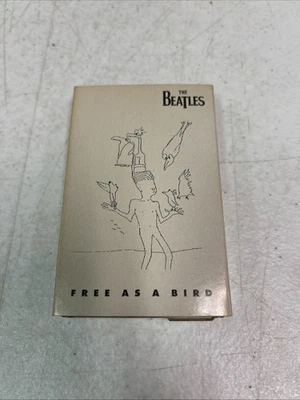 THE
BEATLES
FREE AS A BIRD